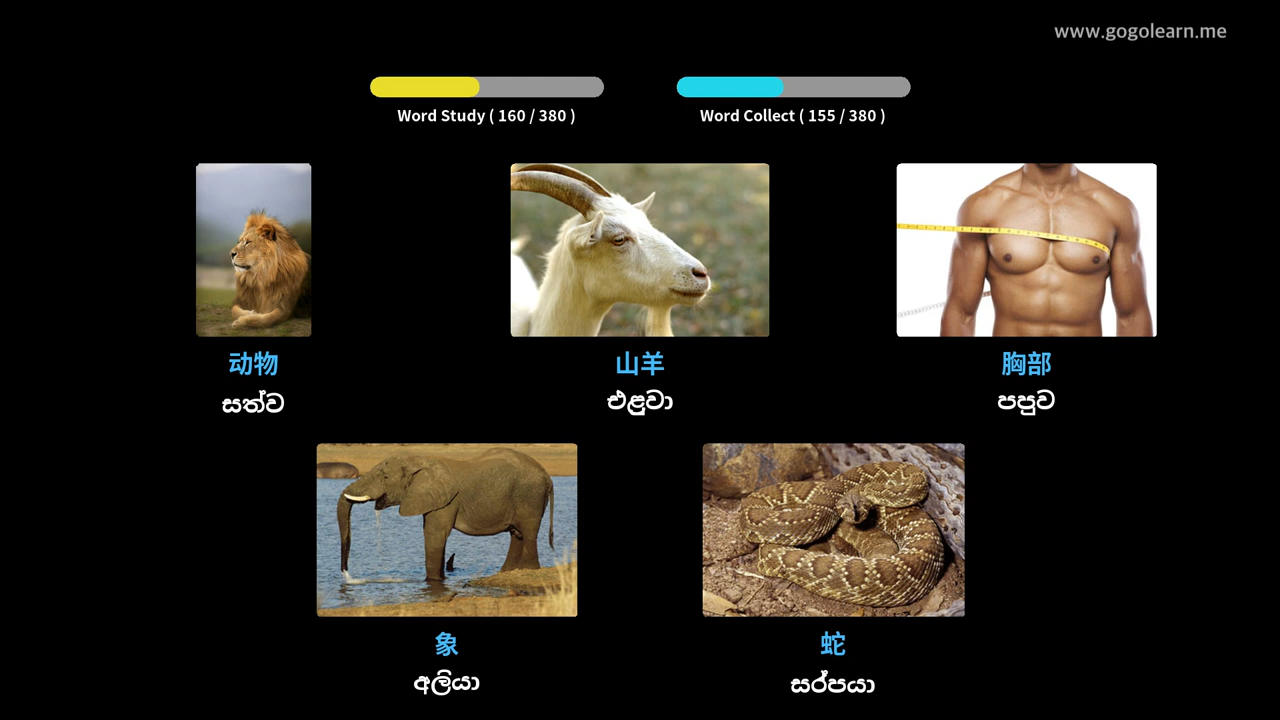 www.gogolearn.me
Word Study ( 160 / 380 )
Word Collect ( 155 / 380 )
动物
සත්ව
山羊
එළුවා
胸部
පපුව
象
අලියා
蛇
සර්පයා